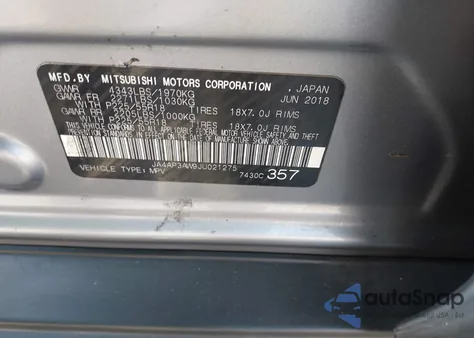 MFD.BY MITSUBISHI MOTORS CORPORATION , JAPAN
GVWR 4343LBS/1970KG JUN 2018
GAWR FR 2271LBS/1030KG
WITH P225/55R18 TIRES 18X7.0J RIMS
GAWR RR 2205LBS/1000KG
WITH P225/55R18 TIRES 18X7.0J RIMS
JA4AP3AW9JU021275
VEHICLE TYPE: MPV 7430C 357
autoSnap